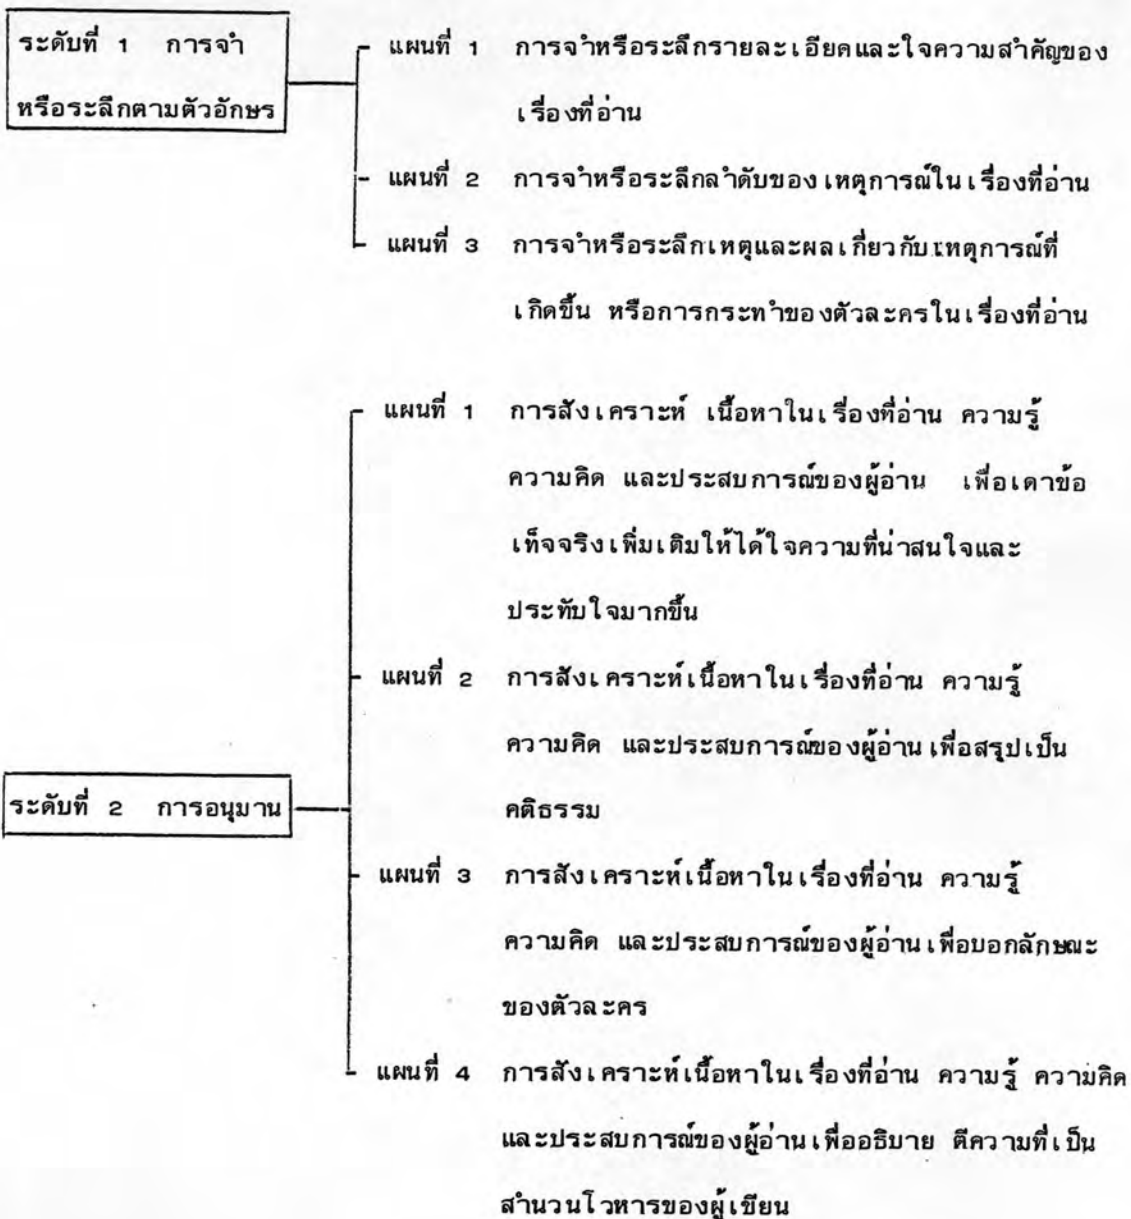 ระดับที่ 1 การจำ
หรือระลึกตามตัวอักษร
แผนที่ 1 การจำหรือระลึกรายละเอียดและใจความสำคัญของ
เรื่องที่อ่าน
แผนที่ 2 การจำหรือระลึกลำดับของเหตุการณ์ในเรื่องที่อ่าน
แผนที่ 3 การจำหรือระลึกเหตุและผลเกี่ยวกับเหตุการณ์ที่
เกิดขึ้น หรือการกระทำของตัวละครในเรื่องที่อ่าน
แผนที่ 1 การสังเคราะห์ เนื้อหาในเรื่องที่อ่าน ความรู้
ความคิด และประสบการณ์ของผู้อ่าน เพื่อเดาข้อ
เท็จจริงเพิ่มเติมให้ได้ใจความที่น่าสนใจและ
ประทับใจมากขึ้น
แผนที่ 2 การสังเคราะห์เนื้อหาในเรื่องที่อ่าน ความรู้
ความคิด และประสบการณ์ของผู้อ่านเพื่อสรุปเป็น
คติธรรม
ระดับที่ 2 การอนุมาน
แผนที่ 3 การสังเคราะห์เนื้อหาในเรื่องที่อ่าน ความรู้
ความคิด และประสบการณ์ของผู้อ่านเพื่อบอกลักษณะ
ของตัวละคร
แผนที่ 4 การสังเคราะห์เนื้อหาในเรื่องที่อ่าน ความรู้ ความคิด
และประสบการณ์ของผู้อ่านเพื่ออธิบาย ตีความที่เป็น
สำนวนโวหารของผู้เขียน